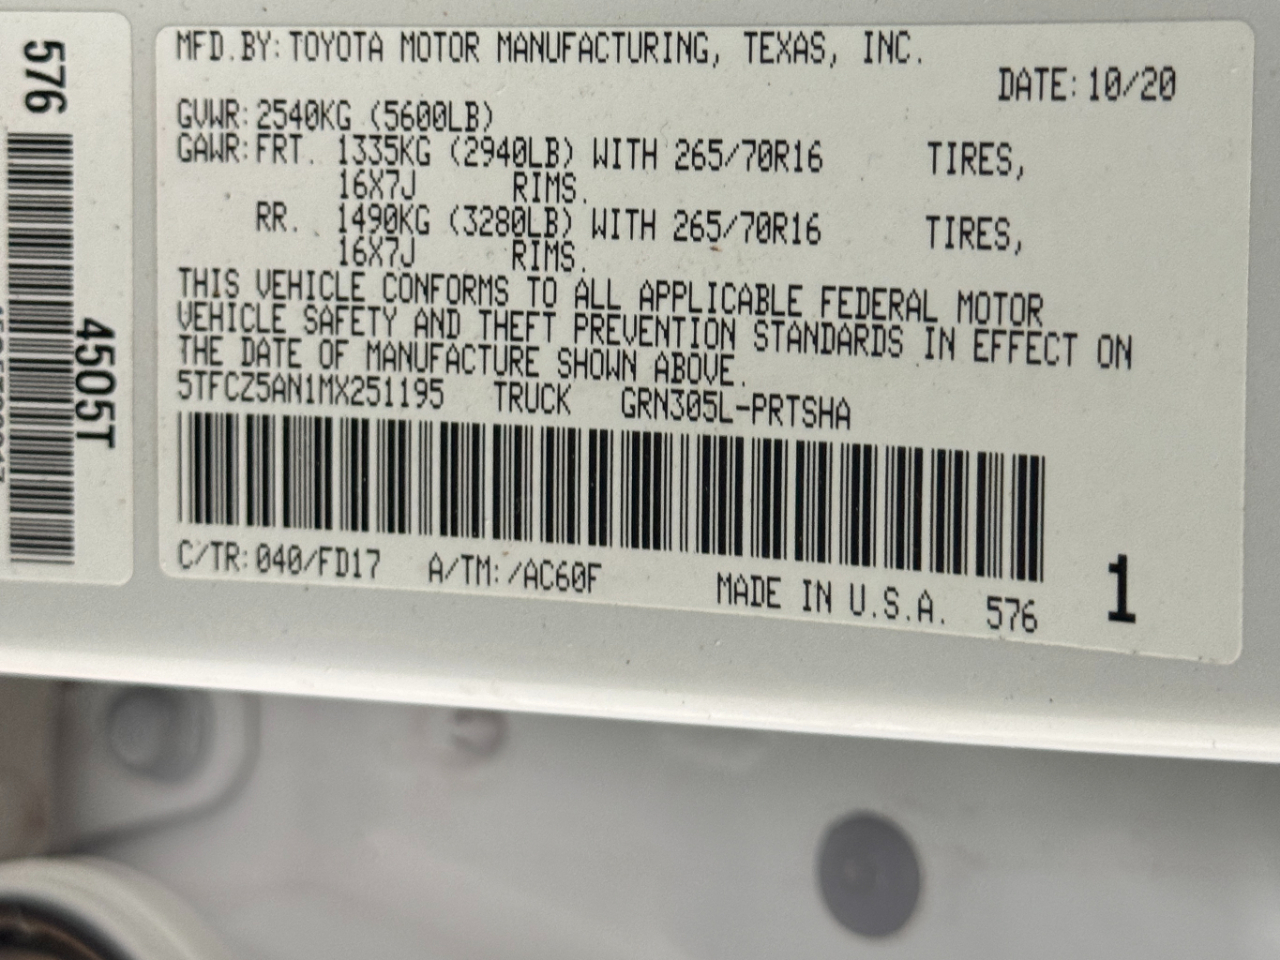 576
4505T
MFD.BY: TOYOTA MOTOR MANUFACTURING, TEXAS, INC.
DATE: 10/20
GVWR: 2540KG (5600LB)
GAWR: FRT. 1335KG (2940LB) WITH 265/70R16 TIRES,
16X7J RIMS.
RR. 1490KG (3280LB) WITH 265/70R16 TIRES,
16X7J RIMS.
THIS VEHICLE CONFORMS TO ALL APPLICABLE FEDERAL MOTOR
VEHICLE SAFETY AND THEFT PREVENTION STANDARDS IN EFFECT ON
THE DATE OF MANUFACTURE SHOWN ABOVE.
5TFCZ5AN1MX251195 TRUCK GRN305L-PRTSHA
C/TR: 040/FD17 A/TM: /AC60F MADE IN U.S.A. 576
1